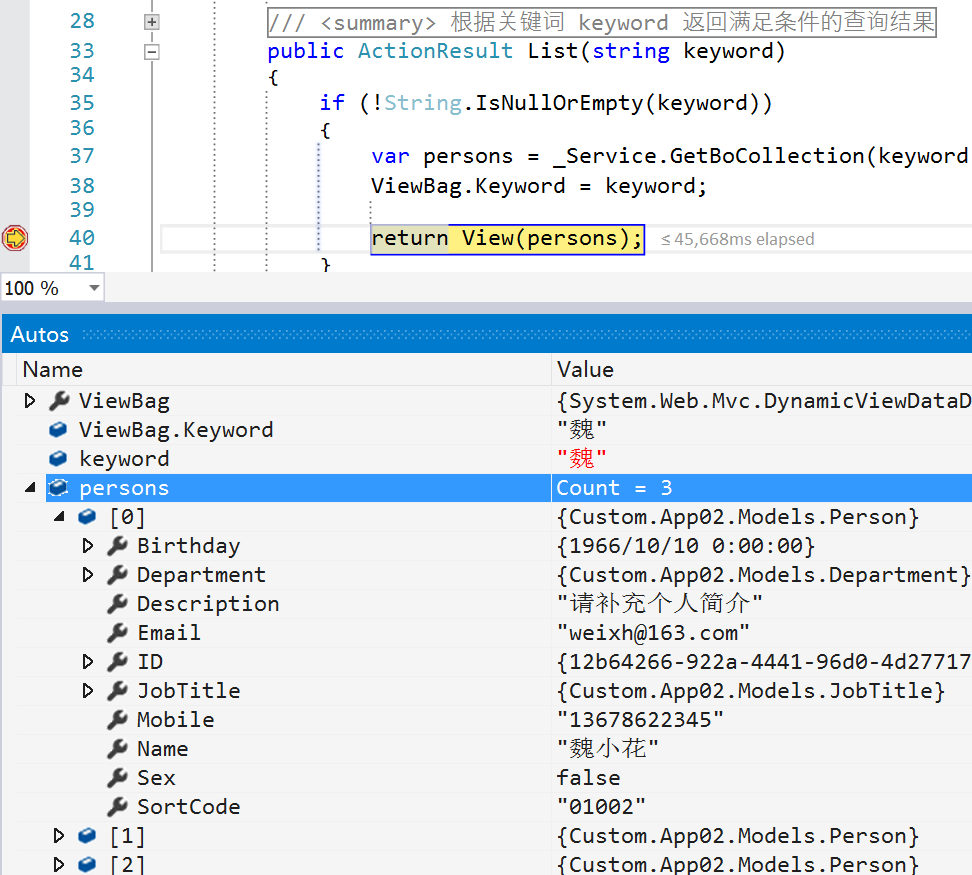 28 /// <summary> 根据关键词 keyword 返回满足条件的查询结果
33 public ActionResult List(string keyword)
34 {
35 if (!String.IsNullOrEmpty(keyword))
36 {
37 var persons = _Service.GetBoCollection(keyword
38 ViewBag.Keyword = keyword;
39
40 return View(persons); ≤45,668ms elapsed
41 }
100 %
Autos
Name Value
ViewBag {System.Web.Mvc.DynamicViewDataD
ViewBag.Keyword "魏"
keyword "魏"
persons Count = 3
[0] {Custom.App02.Models.Person}
Birthday {1966/10/10 0:00:00}
Department {Custom.App02.Models.Department}
Description "请补充个人简介"
Email "weixh@163.com"
ID {12b64266-922a-4441-96d0-4d27717
JobTitle {Custom.App02.Models.JobTitle}
Mobile "13678622345"
Name "魏小花"
Sex false
SortCode "01002"
[1] {Custom.App02.Models.Person}
[2] {Custom.App02.Models.Person}